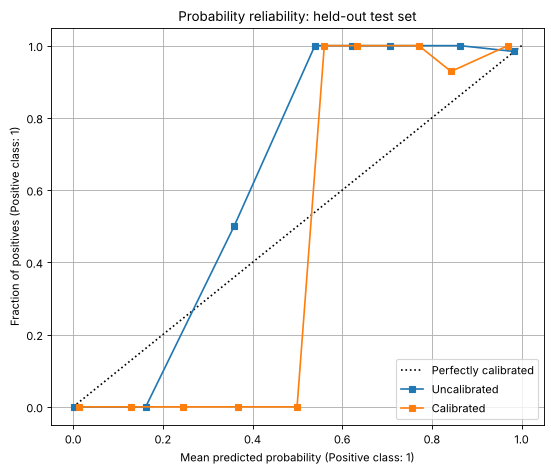 Probability reliability: held-out test set
1.0
0.8
0.6
0.4
0.2
0.0
Fraction of positives (Positive class: 1)
Perfectly calibrated
Uncalibrated
Calibrated
0.0 0.2 0.4 0.6 0.8 1.0
Mean predicted probability (Positive class: 1)